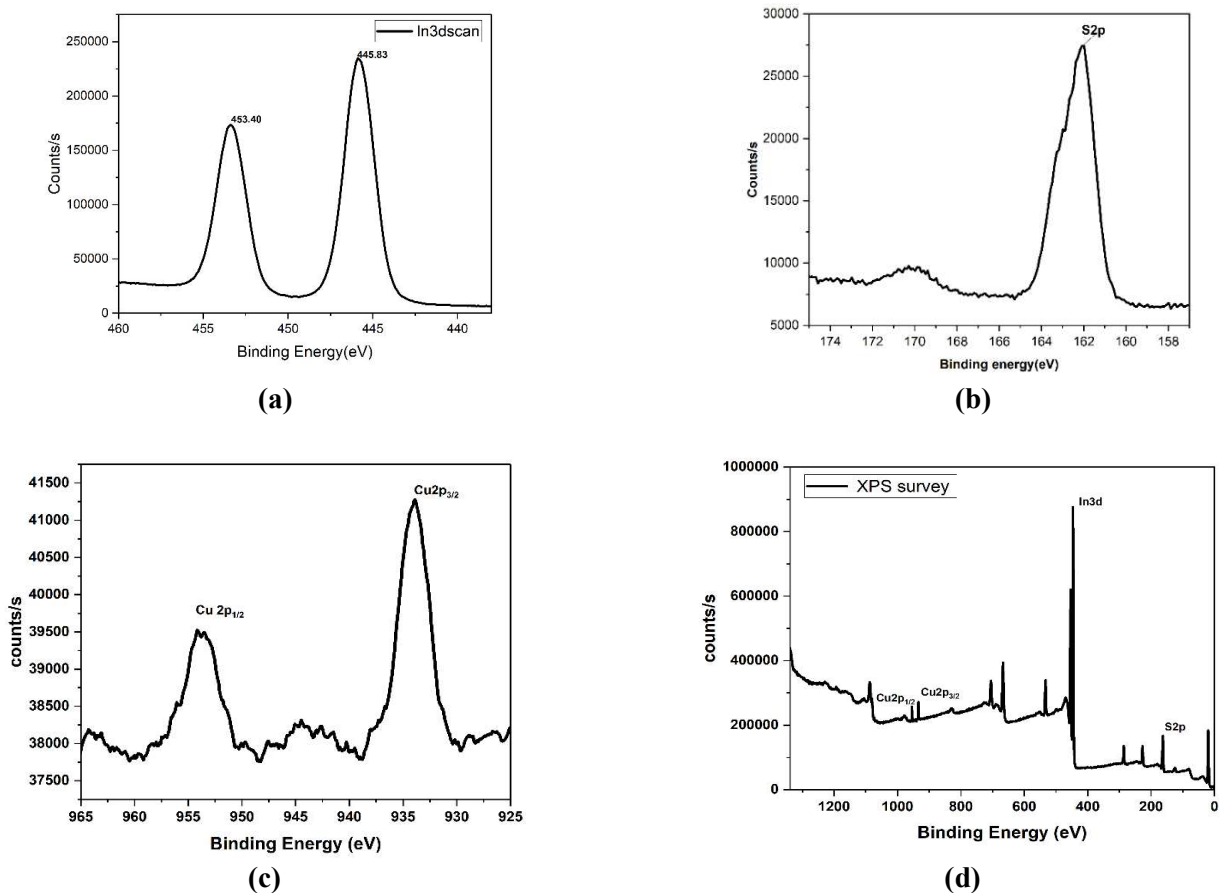 In3dscan
445.83
453.40
250000
200000
150000
100000
50000
0
460
455
450
445
440
Counts/s
Binding Energy(eV)
(a)
S2p
30000
25000
20000
15000
10000
5000
174
172
170
168
166
164
162
160
158
Counts/s
Binding energy(eV)
(b)
Cu2p3/2
Cu 2p1/2
41500
41000
40500
40000
39500
39000
38500
38000
37500
965
960
955
950
945
940
935
930
925
counts/s
Binding Energy (eV)
(c)
XPS survey
In3d
Cu2p1/2
Cu2p3/2
S2p
1000000
800000
600000
400000
200000
0
1200
1000
800
600
400
200
0
counts/s
Binding Energy (eV)
(d)